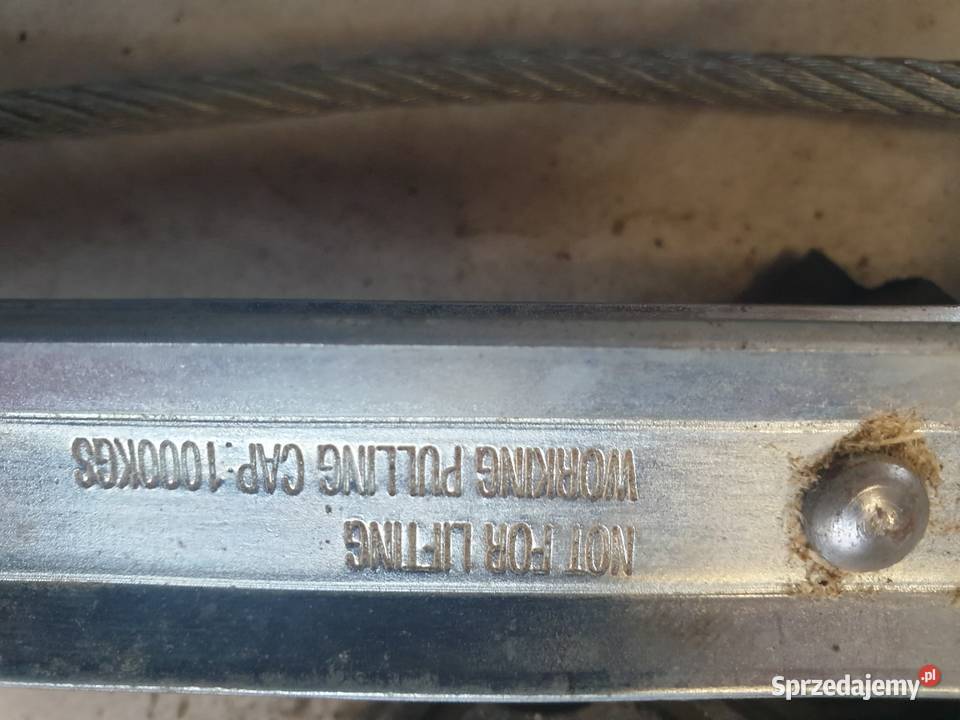 NOT FOR LIFTING
WORKING PULLING CAP:1000KGS
Sprzedajemy.pl